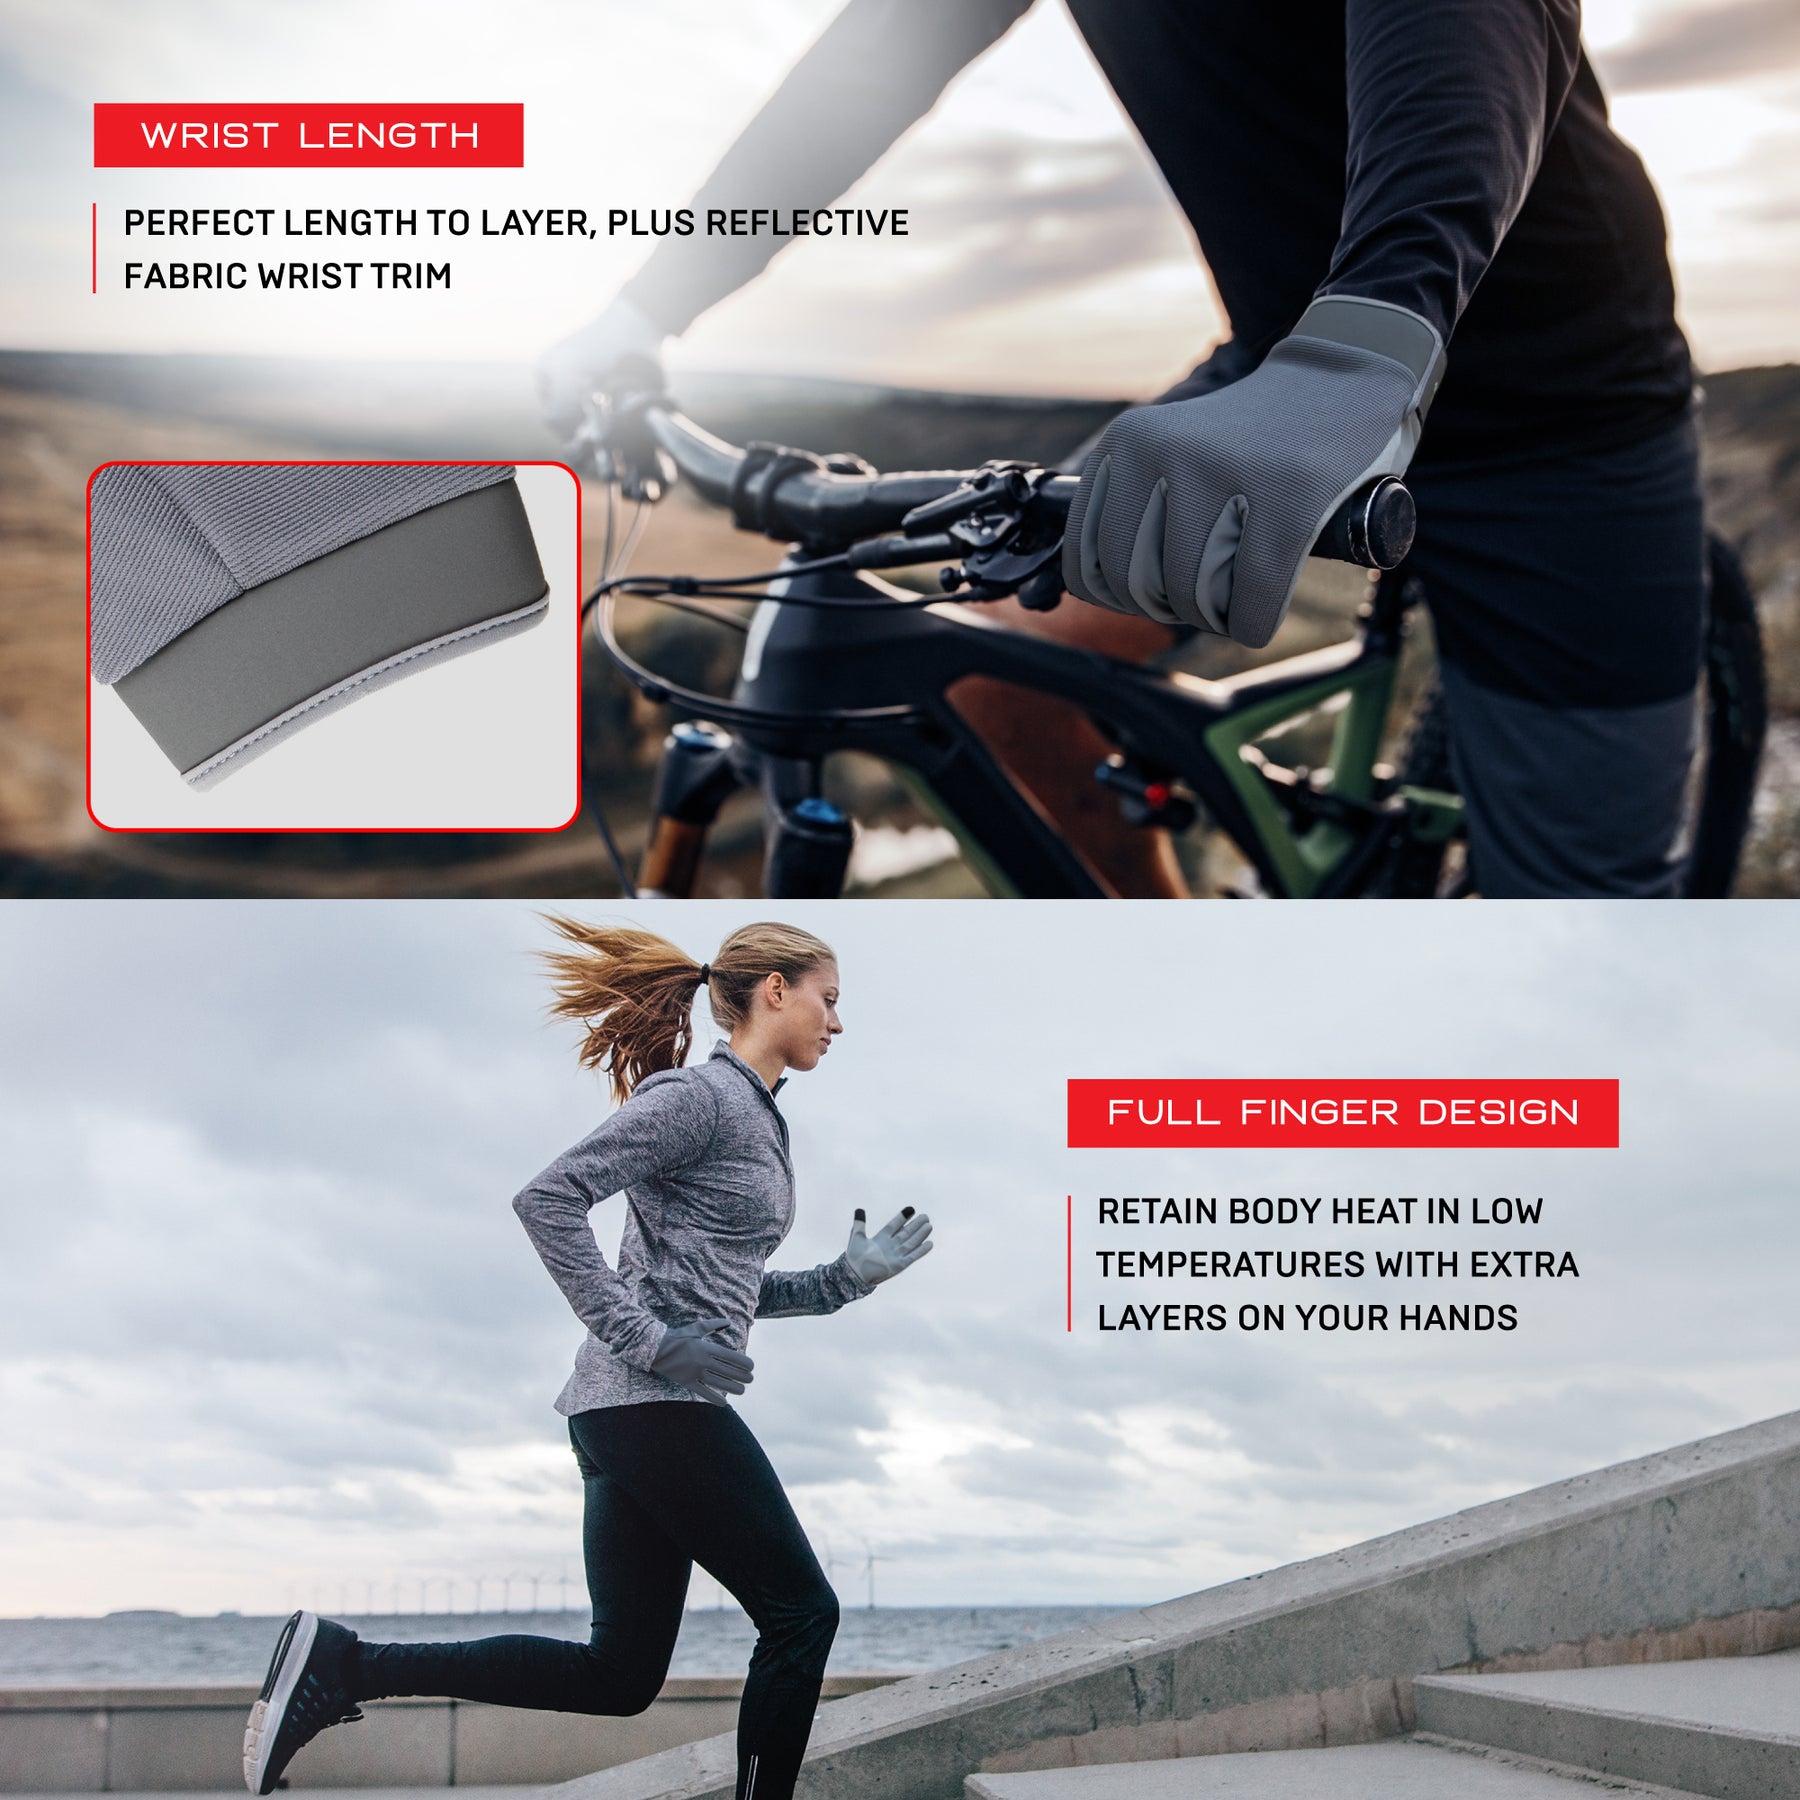 WRIST LENGTH
PERFECT LENGTH TO LAYER, PLUS REFLECTIVE
FABRIC WRIST TRIM
FULL FINGER DESIGN
RETAIN BODY HEAT IN LOW
TEMPERATURES WITH EXTRA
LAYERS ON YOUR HANDS